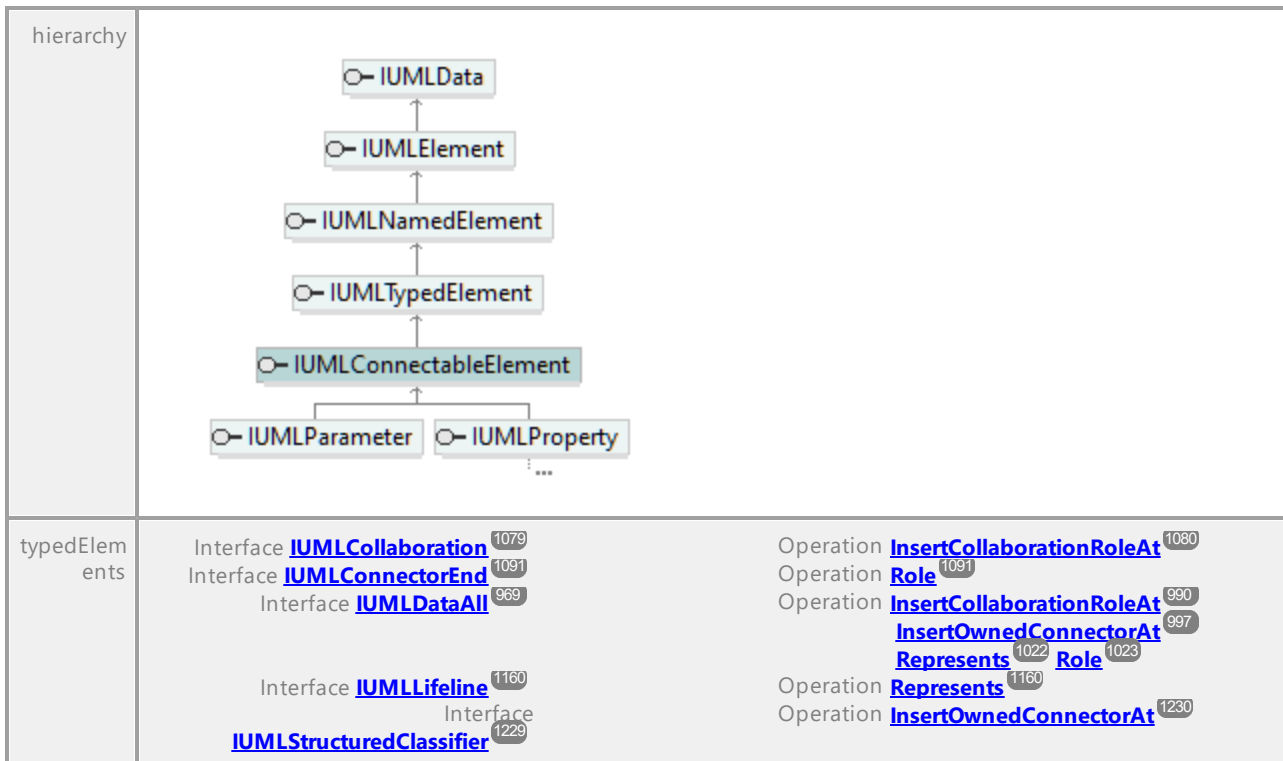 hierarchy
IUMLData
IUMLElement
IUMLNamedElement
IUMLTypedElement
IUMLConnectableElement
IUMLParameter IUMLProperty
...
typedElem
ents
Interface IUMLCollaboration 1079 Operation InsertCollaborationRoleAt 1080
Interface IUMLConnectorEnd 1091 Operation Role 1091
Interface IUMLDataAll 969 Operation InsertCollaborationRoleAt 990
InsertOwnedConnectorAt 997
Represents 1022 Role 1023
Interface IUMLLifeline 1160 Operation Represents 1160
Interface Operation InsertOwnedConnectorAt 1230
IUMLStructuredClassifier 1229